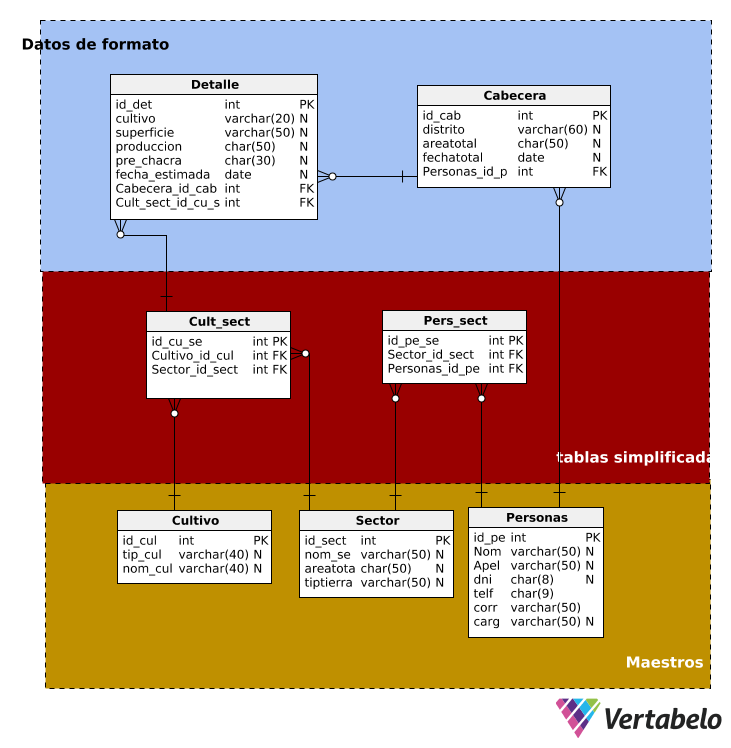 Datos de formato
Detalle
id_det int PK
cultivo varchar(20) N
superficie varchar(50) N
produccion char(50) N
pre_chacra char(30) N
fecha_estimada date N
Cabecera_id_cab int FK
Cult_sect_id_cu_s int FK
Cabecera
id_cab int PK
distrito varchar(60) N
areatotal char(50) N
fechatotal date N
Personas_id_p int FK
Cult_sect
id_cu_se int PK
Cultivo_id_cul int FK
Sector_id_sect int FK
Pers_sect
id_pe_se int PK
Sector_id_sect int FK
Personas_id_pe int FK
tablas simplificada
Cultivo
id_cul int PK
tip_cul varchar(40) N
nom_cul varchar(40) N
Sector
id_sect int PK
nom_se varchar(50) N
areatota char(50) N
tiptierra varchar(50) N
Personas
id_pe int PK
Nom varchar(50) N
Apel varchar(50) N
dni char(8) N
telf char(9)
corr varchar(50)
carg varchar(50) N
Maestros
Vertabelo